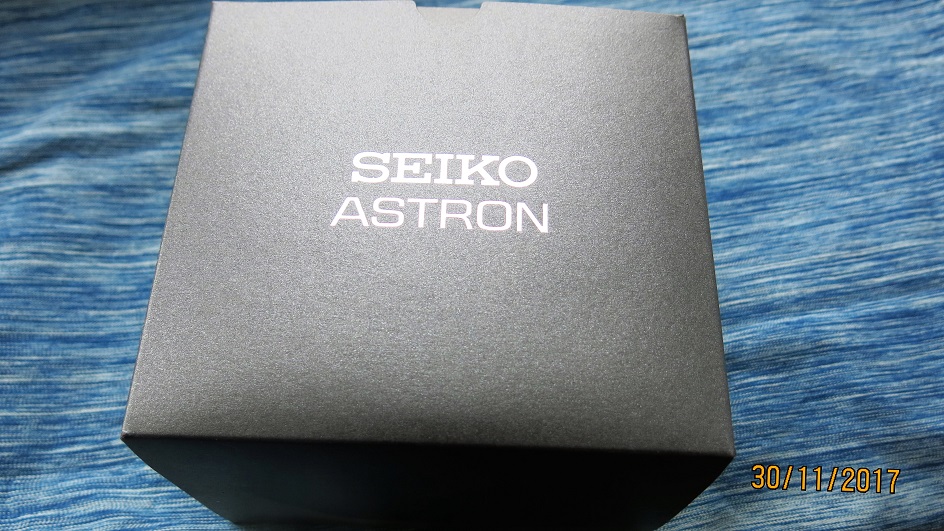 SEIKO
ASTRON
30/11/2017